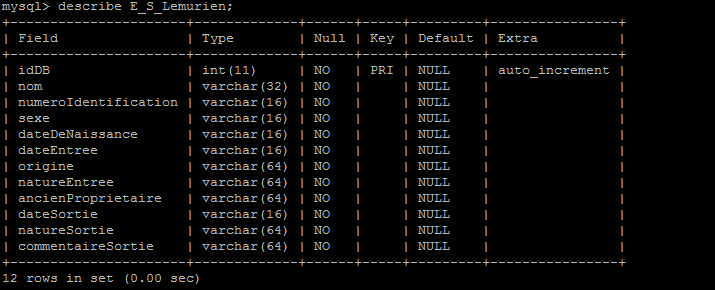 mysql> describe E_S_Lemurien;
+----------------------+-------------+------+-----+---------+----------------+
| Field                | Type        | Null | Key | Default | Extra          |
+----------------------+-------------+------+-----+---------+----------------+
| idDB                 | int(11)     | NO   | PRI | NULL    | auto_increment |
| nom                  | varchar(32) | NO   |     | NULL    |                |
| numeroIdentification | varchar(16) | NO   |     | NULL    |                |
| sexe                 | varchar(16) | NO   |     | NULL    |                |
| dateDeNaissance      | varchar(16) | NO   |     | NULL    |                |
| dateEntree           | varchar(16) | NO   |     | NULL    |                |
| origine              | varchar(64) | NO   |     | NULL    |                |
| natureEntree         | varchar(64) | NO   |     | NULL    |                |
| ancienProprietaire   | varchar(64) | NO   |     | NULL    |                |
| dateSortie           | varchar(16) | NO   |     | NULL    |                |
| natureSortie         | varchar(64) | NO   |     | NULL    |                |
| commentaireSortie    | varchar(64) | NO   |     | NULL    |                |
+----------------------+-------------+------+-----+---------+----------------+
12 rows in set (0.00 sec)